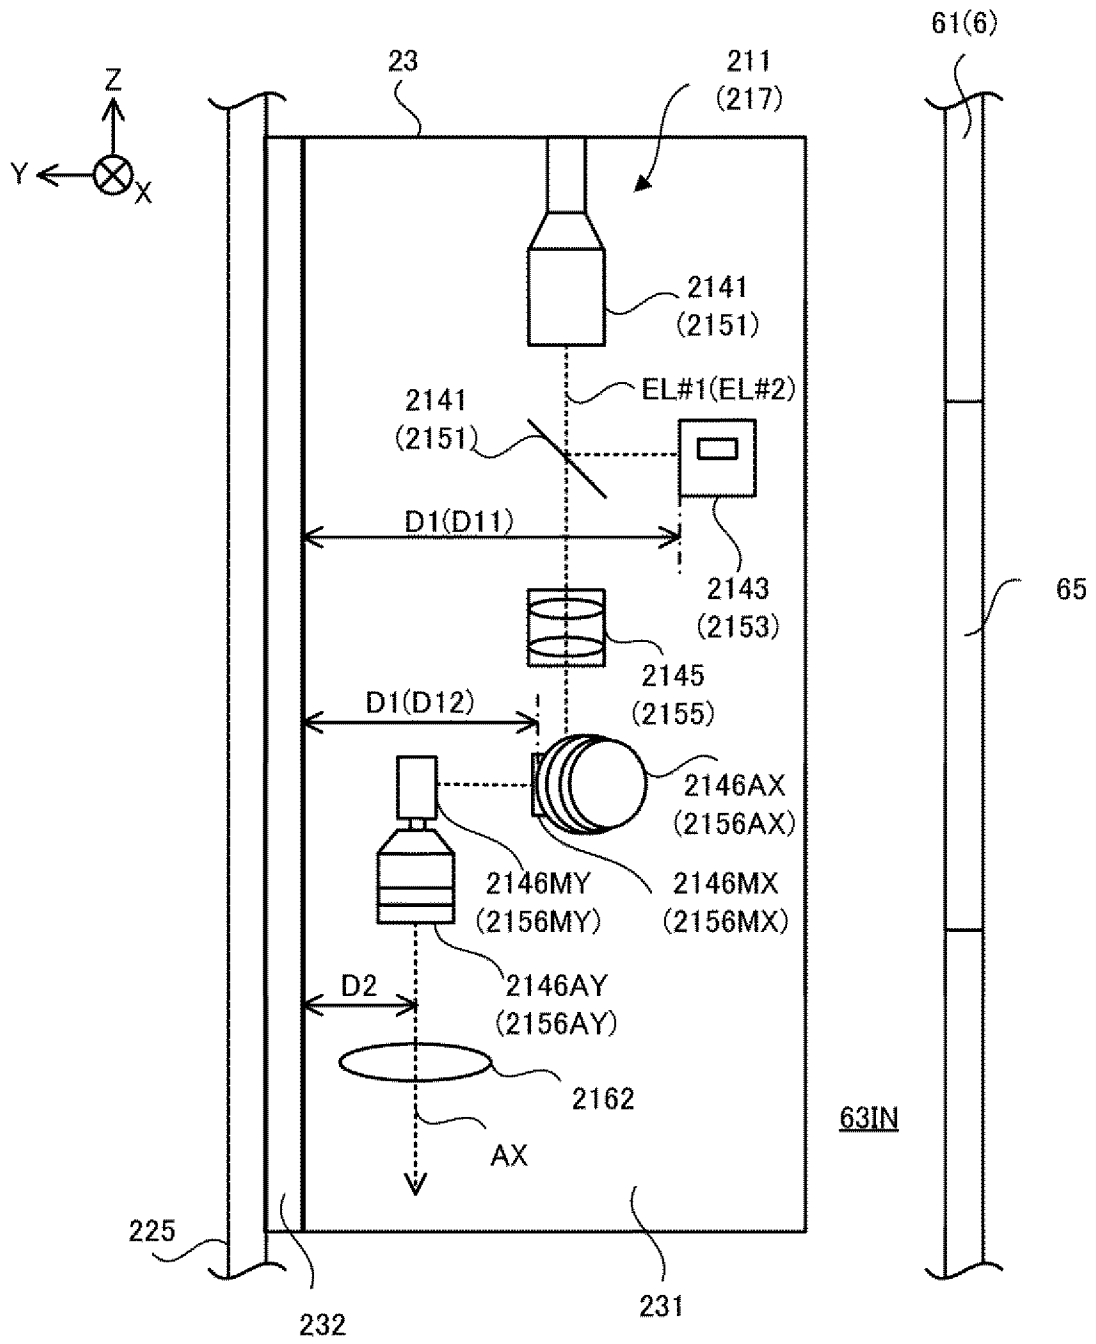 61(6)
23
211
(217)
Z
Y
X
2141
(2151)
EL#1(EL#2)
2141
(2151)
D1(D11)
2143
(2153)
65
2145
(2155)
D1(D12)
2146AX
(2156AX)
2146MY
(2156MY)
2146MX
(2156MX)
D2
2146AY
(2156AY)
2162
63IN
AX
225
232
231